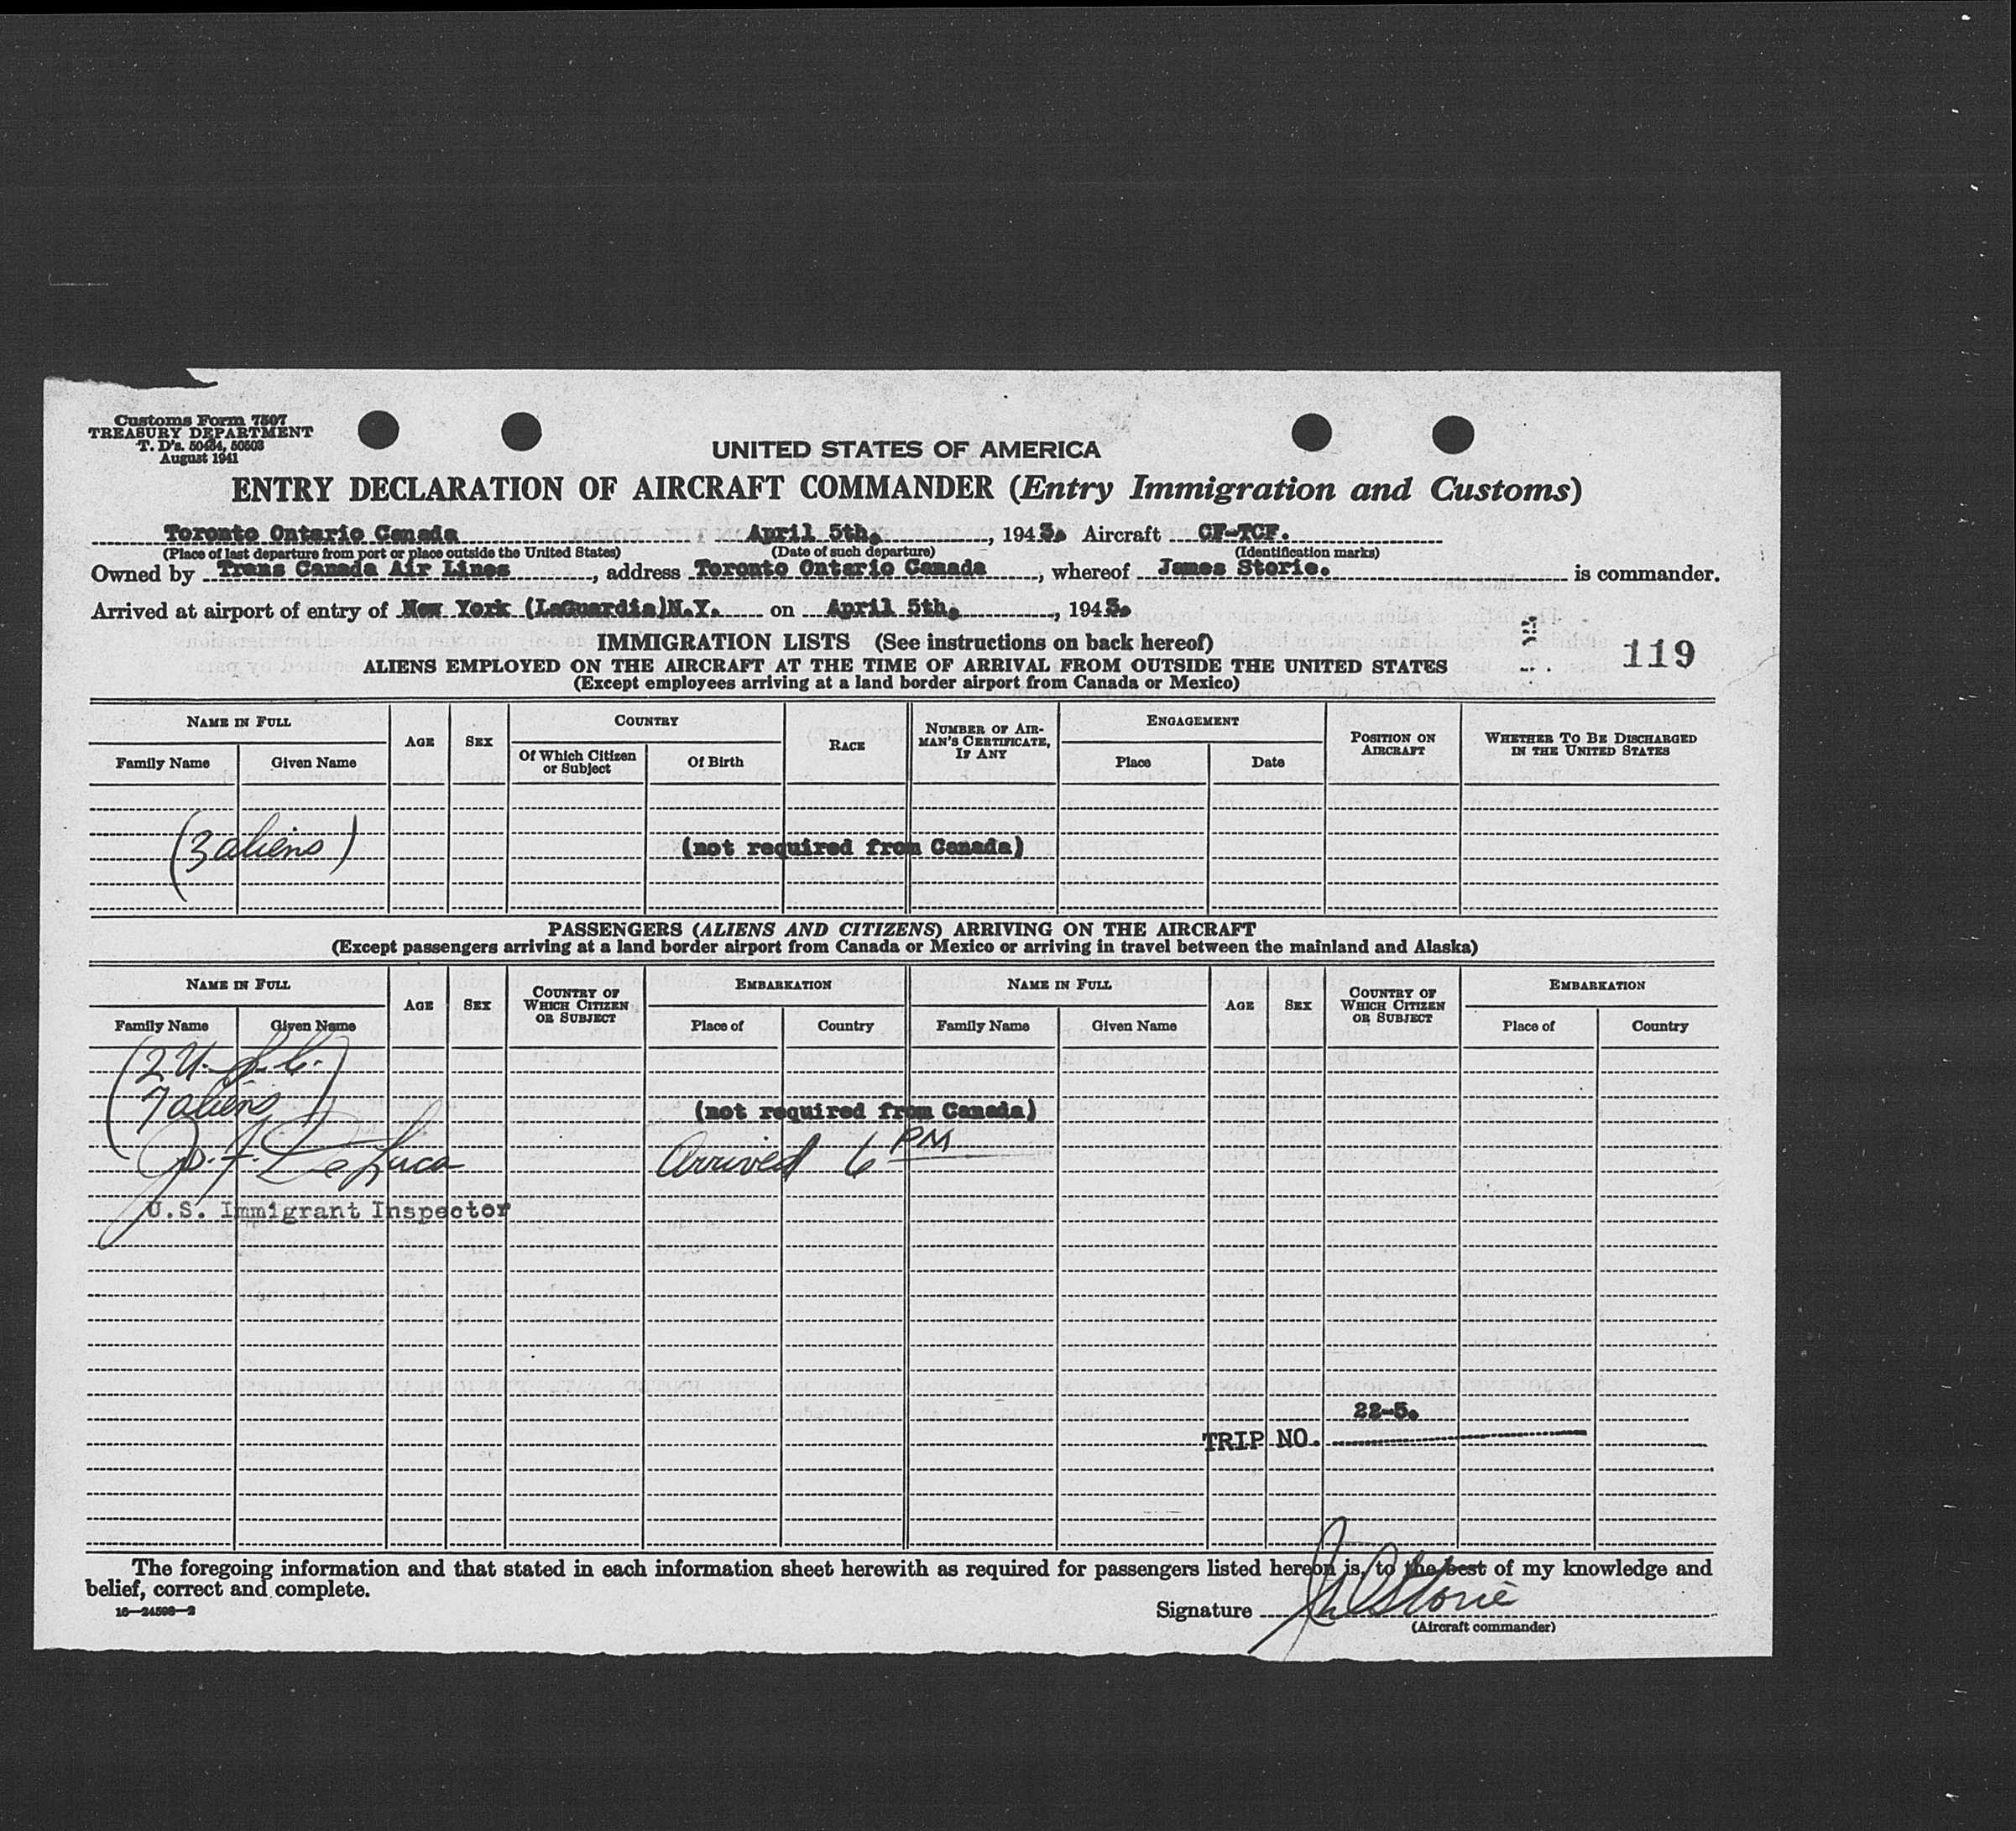 Customs Form 7507
TREASURY DEPARTMENT
T. D's. 50484, 50503
August 1941
UNITED STATES OF AMERICA
ENTRY DECLARATION OF AIRCRAFT COMMANDER (Entry Immigration and Customs)
Toronto Ontario Canada April 5th. , 194 Aircraft CF-TCF.
(Place of last departure from port or place outside the United States) (Date of such departure) (Identification marks)
Owned by Trans Canada Air Lines , address Toronto Ontario Canada , whereof James Storie. is commander.
Arrived at airport of entry of New York (LaGuardia)N.Y. on April 5th. , 194
IMMIGRATION LISTS (See instructions on back hereof)
119
ALIENS EMPLOYED ON THE AIRCRAFT AT THE TIME OF ARRIVAL FROM OUTSIDE THE UNITED STATES
(Except employees arriving at a land border airport from Canada or Mexico)
NAME IN FULL AGE SEX COUNTRY RACE NUMBER OF AIRMAN'S CERTIFICATE, IF ANY ENGAGEMENT POSITION ON AIRCRAFT WHETHER TO BE DISCHARGED IN THE UNITED STATES
Family Name Given Name Of Which Citizen or Subject Of Birth Place Date
(3 aliens) (not required from Canada)
PASSENGERS (ALIENS AND CITIZENS) ARRIVING ON THE AIRCRAFT
(Except passengers arriving at a land border airport from Canada or Mexico or arriving in travel between the mainland and Alaska)
NAME IN FULL AGE SEX COUNTRY OF WHICH CITIZEN OR SUBJECT EMBARKATION NAME IN FULL AGE SEX COUNTRY OF WHICH CITIZEN OR SUBJECT EMBARKATION
Family Name Given Name Place of Country Family Name Given Name Place of Country
(2 U.S.C.
7 aliens) (not required from Canada)
J. De Luca Arrived 6 PM
U.S. Immigrant Inspector
22-5.
TRIP NO.
The foregoing information and that stated in each information sheet herewith as required for passengers listed hereon is, to the best of my knowledge and
belief, correct and complete.
16—24598—2
Signature Storie
(Aircraft commander)